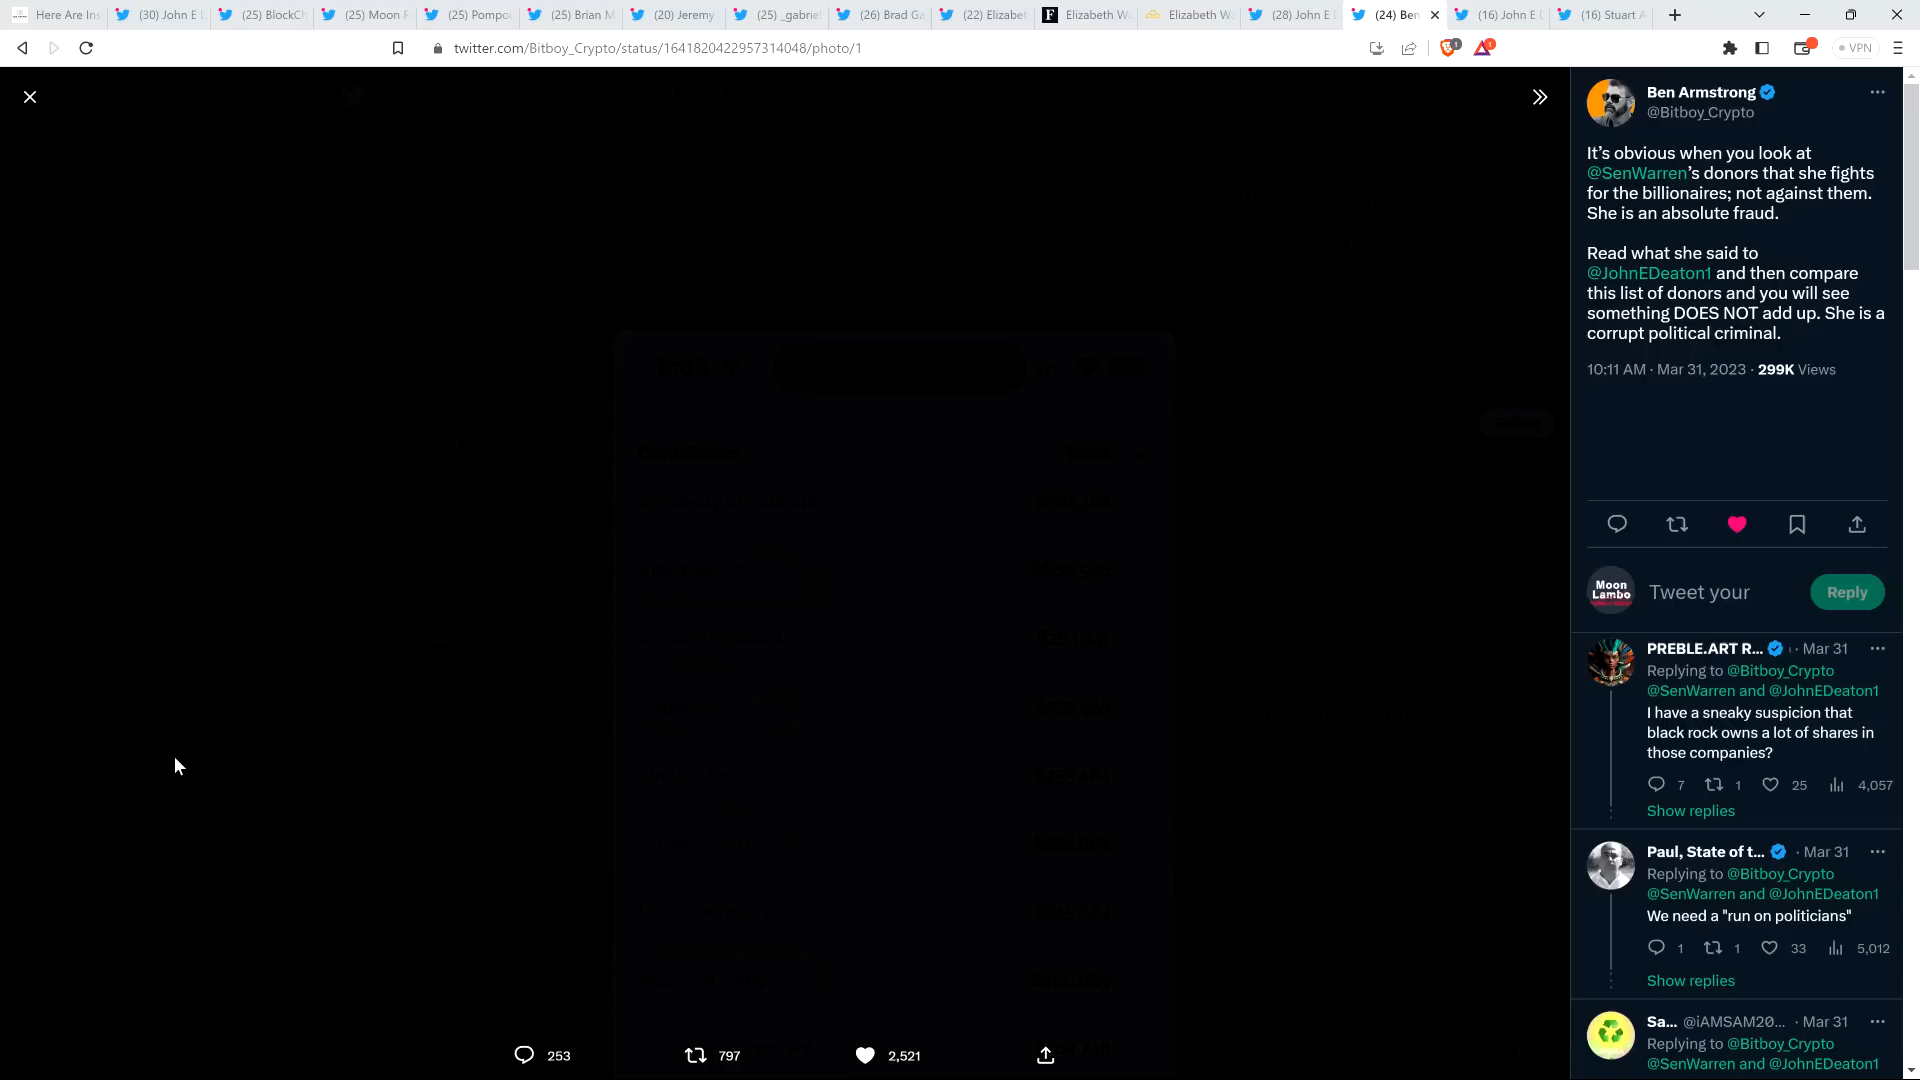 Here Are Ins
(30) John E
(25) BlockCh
(25) Moon
(25) Pompo
(25) Brian M
(20) Jeremy
(25) _gabriel
(26) Brad Ga
(22) Elizabet
Elizabeth W
Elizabeth Wa
(28) John E
(24) Ben
(16) John E
(16) Stuart A
twitter.com/Bitboy_Crypto/status/1641820422957314048/photo/1
VPN
Ben Armstrong
@Bitboy_Crypto
It's obvious when you look at
@SenWarren's donors that she fights
for the billionaires; not against them.
She is an absolute fraud.
Read what she said to
@JohnEDeaton1 and then compare
this list of donors and you will see
something DOES NOT add up. She is a
corrupt political criminal.
10:11 AM · Mar 31, 2023 · 299K Views
Moon
Lambo
Tweet your
Reply
PREBLE.ART R... · Mar 31
Replying to @Bitboy_Crypto
@SenWarren and @JohnEDeaton1
I have a sneaky suspicion that
black rock owns a lot of shares in
those companies?
7 1 25 4,057
Show replies
Paul, State of t... · Mar 31
Replying to @Bitboy_Crypto
@SenWarren and @JohnEDeaton1
We need a "run on politicians"
1 1 33 5,012
Show replies
Sa... @iAMSAM20... · Mar 31
Replying to @Bitboy_Crypto
@SenWarren and @JohnEDeaton1
253 797 2,521